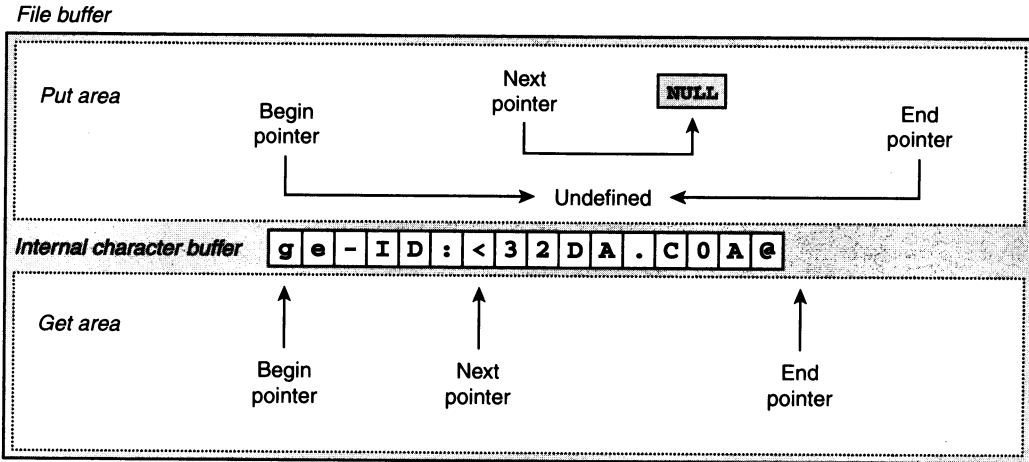 File buffer
Put area
Begin
pointer
Next
pointer
NULL
End
pointer
Undefined
Internal character buffer
g e - I D : < 3 2 D A . C 0 A @
Get area
Begin
pointer
Next
pointer
End
pointer